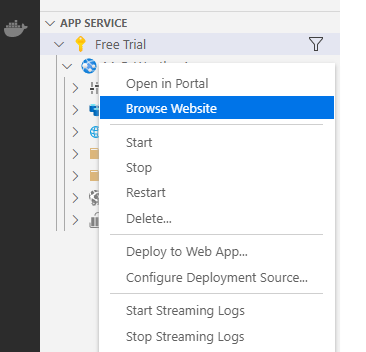 APP SERVICE
Free Trial
Open in Portal
Browse Website
Start
Stop
Restart
Delete...
Deploy to Web App...
Configure Deployment Source...
Start Streaming Logs
Stop Streaming Logs